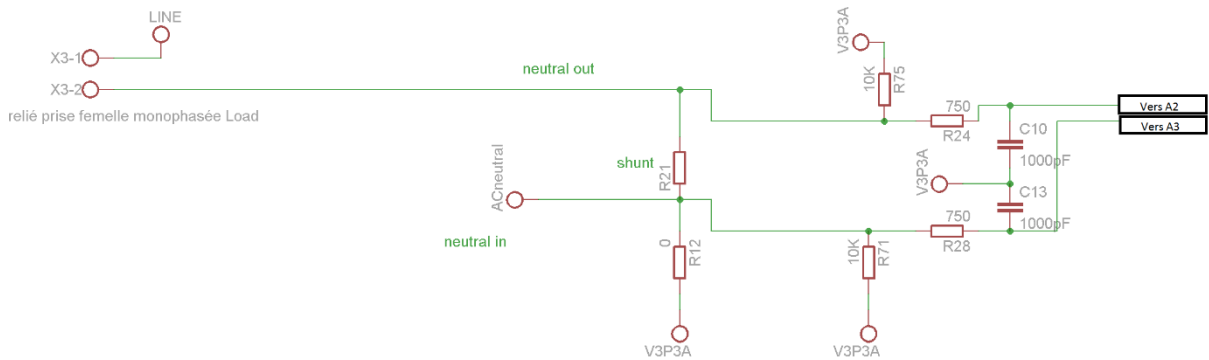 LINE
X3-1
X3-2
relié prise femelle monophasée Load
neutral out
V3P3A
10K
R75
750
R24
C10
1000pF
Vers A2
Vers A3
shunt
R21
V3P3A
C13
1000pF
ACneutral
neutral in
0
R12
10K
R71
750
R28
V3P3A
V3P3A